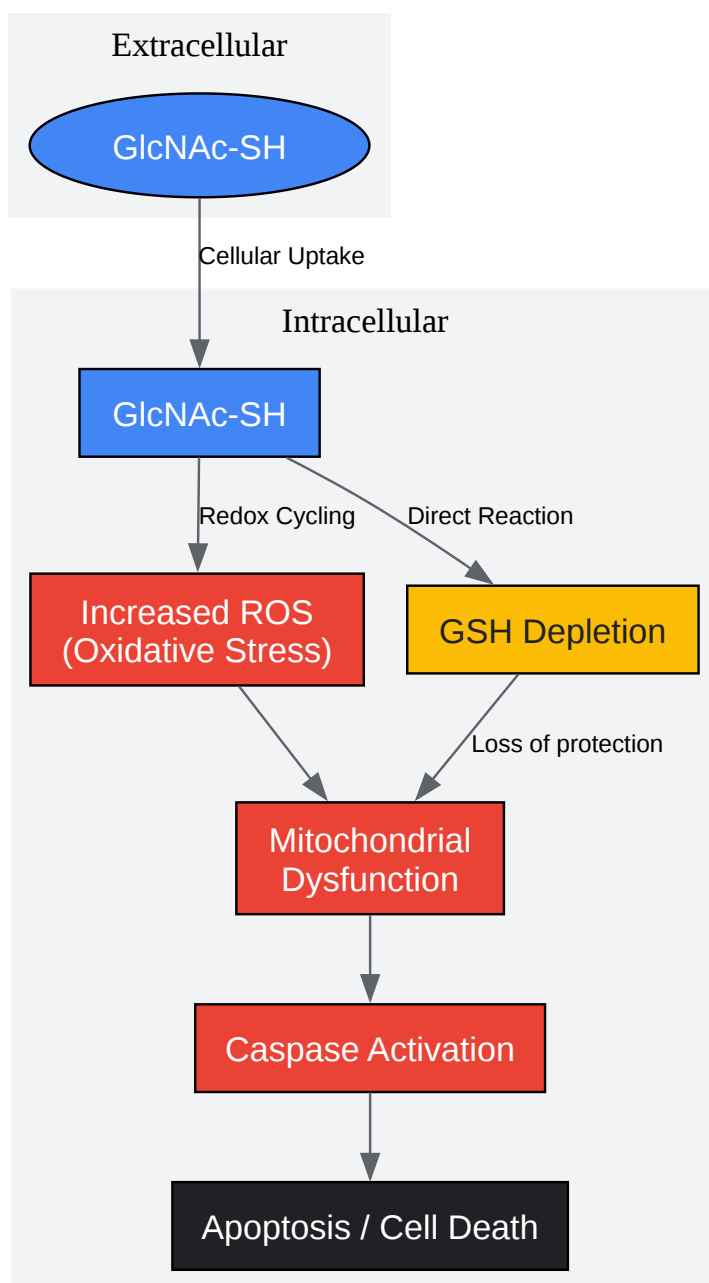 Extracellular
GlcNAc-SH
Cellular Uptake
Intracellular
GlcNAc-SH
Redox Cycling
Direct Reaction
Increased ROS
(Oxidative Stress)
GSH Depletion
Loss of protection
Mitochondrial
Dysfunction
Caspase Activation
Apoptosis / Cell Death